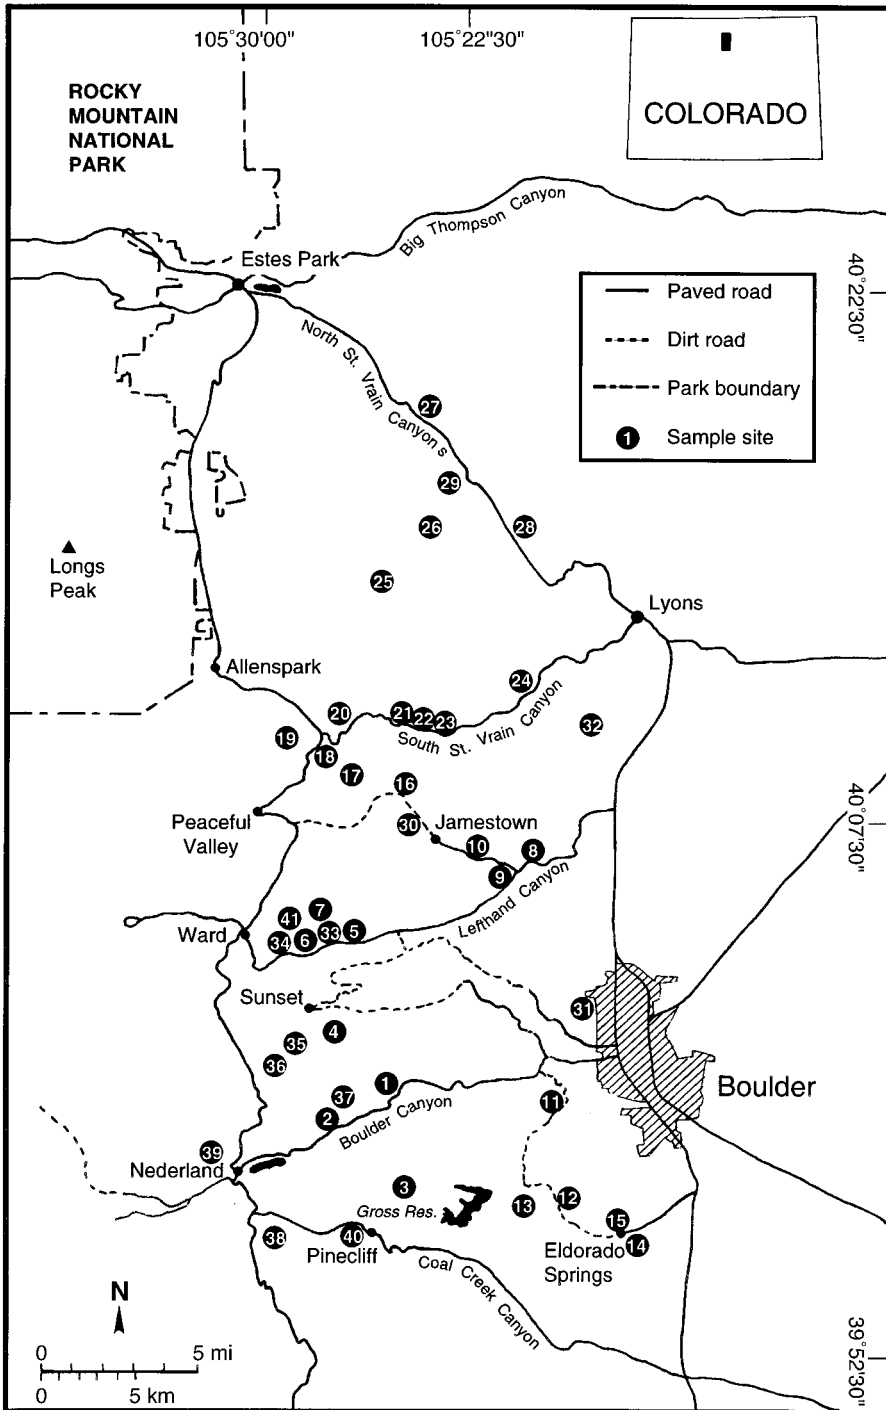 105°30'00"
105°22'30"
ROCKY
MOUNTAIN
NATIONAL
PARK
COLORADO
Big Thompson Canyon
Estes Park
40°22'30"
Paved road
Dirt road
Park boundary
1 Sample site
North St. Vrain Canyon s
27
29
26
28
25
Longs
Peak
Lyons
Allenspark
24
20
21
22
23
32
South St. Vrain Canyon
19
18
17
16
Peaceful
Valley
30
Jamestown
40°07'30"
10
8
9
Lefthand Canyon
7
41
Ward
34
6
33
5
Sunset
31
4
35
36
1
Boulder
37
2
Boulder Canyon
11
39
Nederland
3
Gross Res.
13
12
15
14
38
40
Pinecliff
Eldorado
Springs
Coal Creek Canyon
N
0 5 mi
0 5 km
39°52'30"